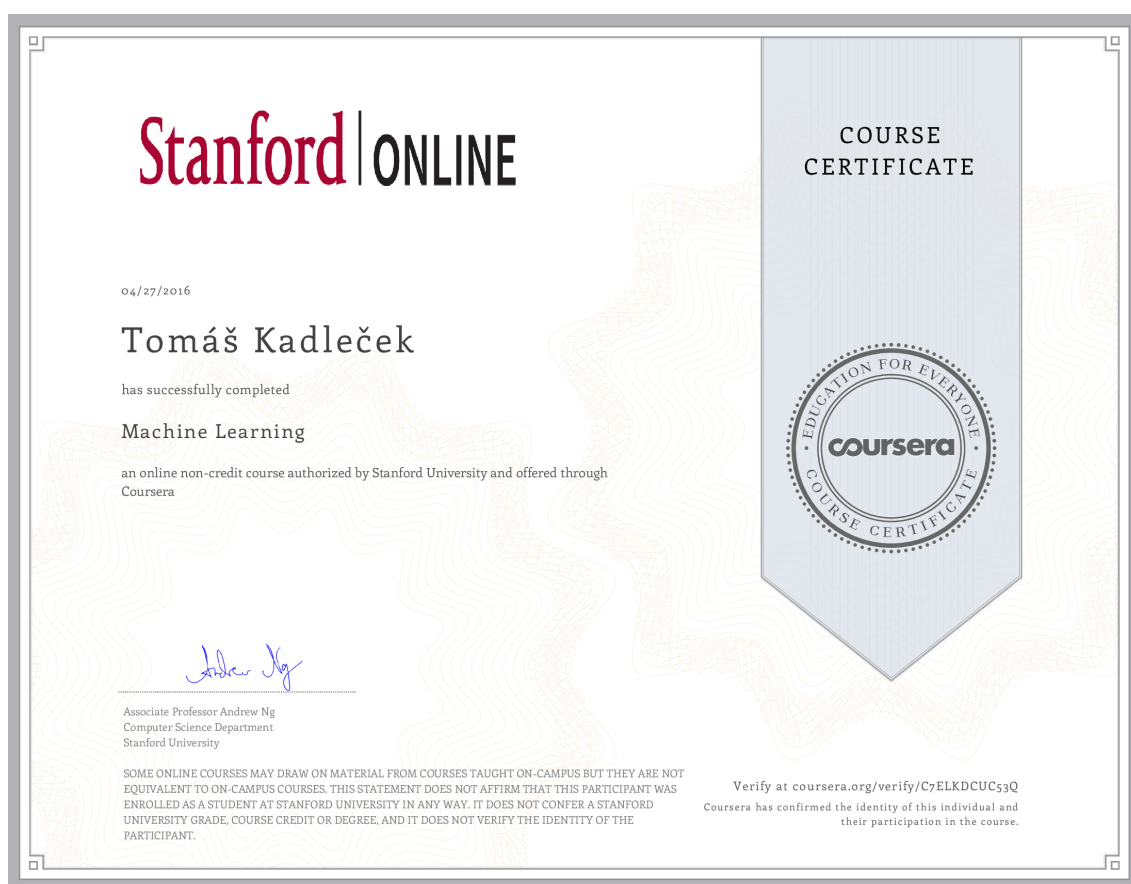 Stanford | ONLINE
COURSE
CERTIFICATE
04/27/2016
Tomáš Kadleček
has successfully completed
Machine Learning
an online non-credit course authorized by Stanford University and offered through
Coursera
EDUCATION FOR EVERYONE
coursera
COURSE CERTIFICATE
Andrew Ng
Associate Professor Andrew Ng
Computer Science Department
Stanford University
SOME ONLINE COURSES MAY DRAW ON MATERIAL FROM COURSES TAUGHT ON-CAMPUS BUT THEY ARE NOT
EQUIVALENT TO ON-CAMPUS COURSES. THIS STATEMENT DOES NOT AFFIRM THAT THIS PARTICIPANT WAS
ENROLLED AS A STUDENT AT STANFORD UNIVERSITY IN ANY WAY. IT DOES NOT CONFER A STANFORD
UNIVERSITY GRADE, COURSE CREDIT OR DEGREE, AND IT DOES NOT VERIFY THE IDENTITY OF THE
PARTICIPANT.
Verify at coursera.org/verify/C7ELKDCUC53Q
Coursera has confirmed the identity of this individual and
their participation in the course.